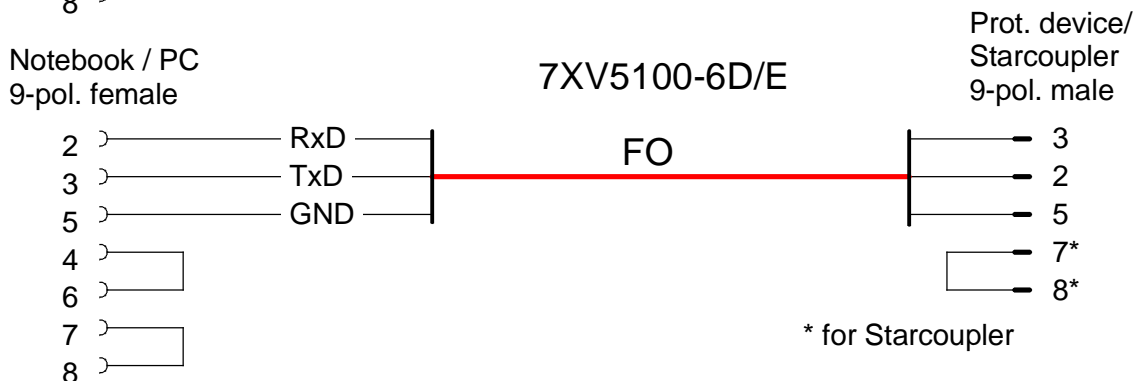 8
Notebook / PC
9-pol. female
7XV5100-6D/E
Prot. device/
Starcoupler
9-pol. male
2 RxD FO 3
3 TxD 2
5 GND 5
4 7*
6 8*
7 * for Starcoupler
8